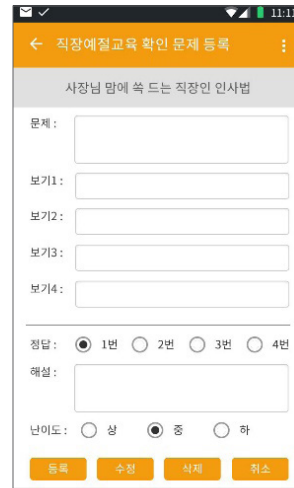 11:11
← 직장예절교육 확인 문제 등록
사장님 맘에 쏙 드는 직장인 인사법
문제 :
보기1 :
보기2 :
보기3 :
보기4 :
정답 : 1번 2번 3번 4번
해설 :
난이도 : 상 중 하
등록 수정 삭제 취소